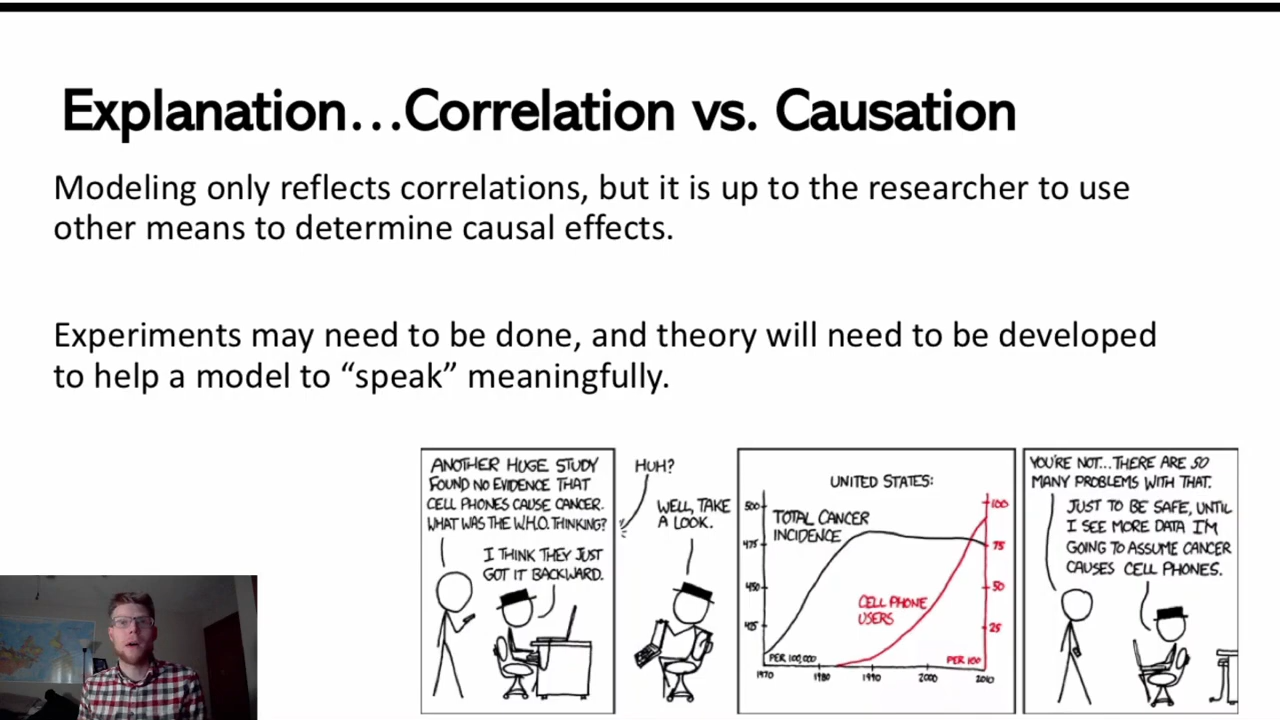 Explanation...Correlation vs. Causation
Modeling only reflects correlations, but it is up to the researcher to use
other means to determine causal effects.
Experiments may need to be done, and theory will need to be developed
to help a model to “speak” meaningfully.
ANOTHER HUGE STUDY
FOUND NO EVIDENCE THAT
CELL PHONES CAUSE CANCER.
WHAT WAS THE W.H.O. THINKING?
I THINK THEY JUST
GOT IT BACKWARD.
HUH?
WELL, TAKE
A LOOK.
UNITED STATES:
500
475
450
425
TOTAL CANCER
INCIDENCE
CELL PHONE
USERS
100
75
50
25
PER 100,000
PER 100
1970
1980
1990
2000
2010
YOU'RE NOT... THERE ARE SO
MANY PROBLEMS WITH THAT.
JUST TO BE SAFE, UNTIL
I SEE MORE DATA I'M
GOING TO ASSUME CANCER
CAUSES CELL PHONES.